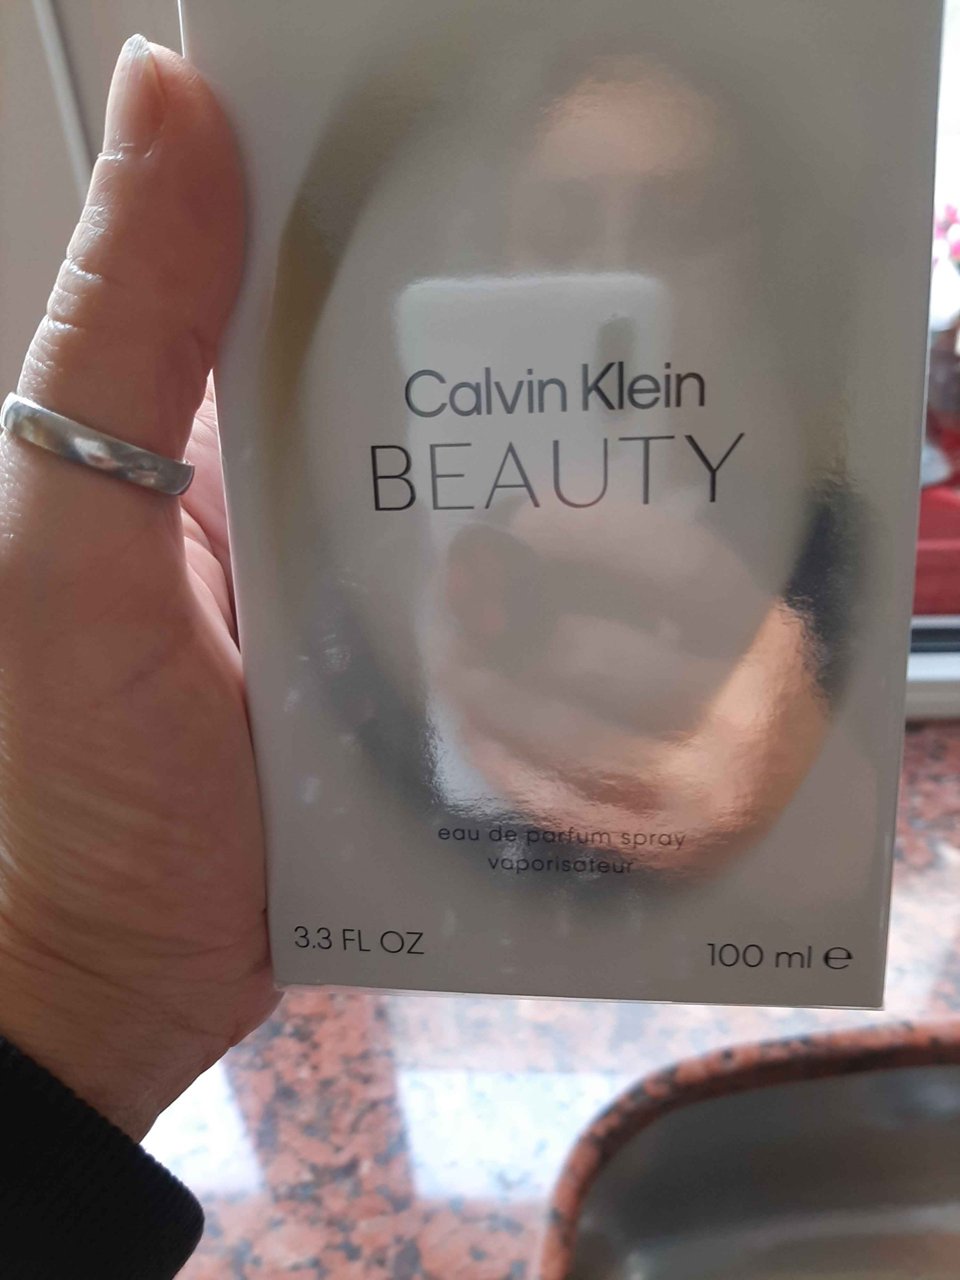 Calvin Klein
BEAUTY
eau de parfum spray
vaporisateur
3.3 FL OZ
100 ml ℮